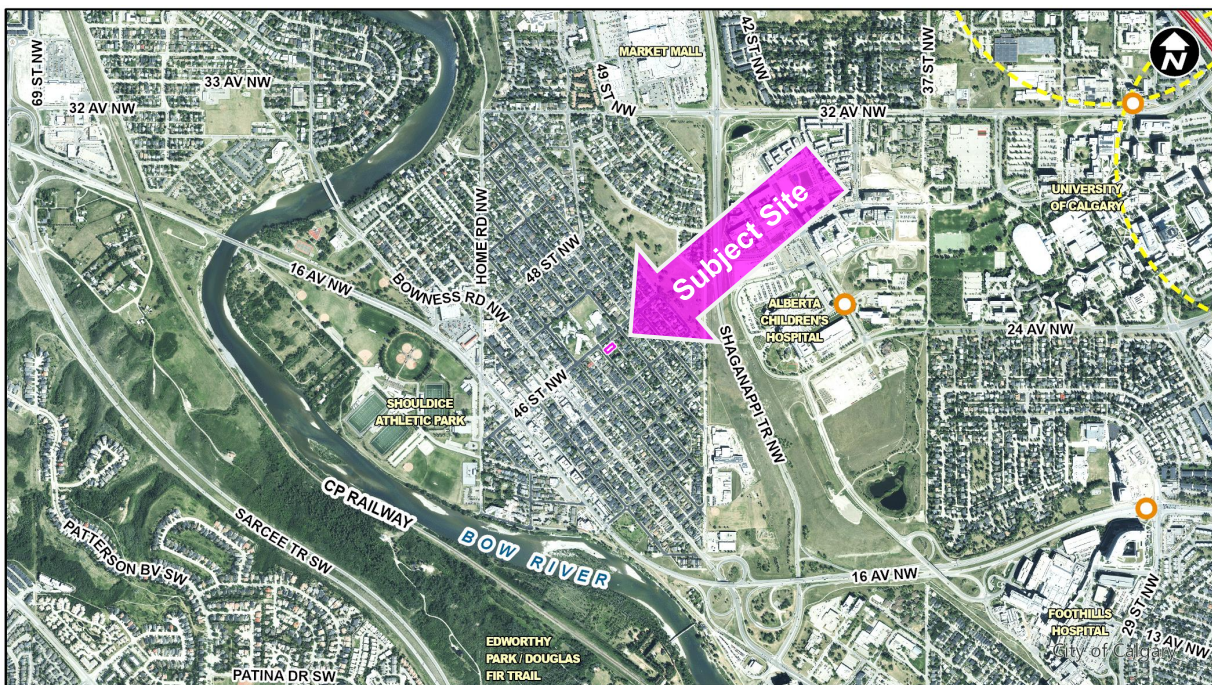 69 ST NW
33 AV NW
32 AV NW
MARKET MALL
42 ST NW
49 ST NW
37 ST NW
N
32 AV NW
UNIVERSITY
OF CALGARY
Subject Site
HOME RD NW
48 ST NW
16 AV NW
BOWNESS RD NW
ALBERTA
CHILDREN'S
HOSPITAL
24 AV NW
SHAGANAPPI TR NW
46 ST NW
SHOULDICE
ATHLETIC PARK
CP RAILWAY
SARCEE TR SW
PATTERSON BV SW
BOW RIVER
16 AV NW
FOOTHILLS
HOSPITAL
29 ST NW
13 AV NW
City of Calgary
EDWORTHY
PARK / DOUGLAS
FIR TRAIL
PATINA DR SW